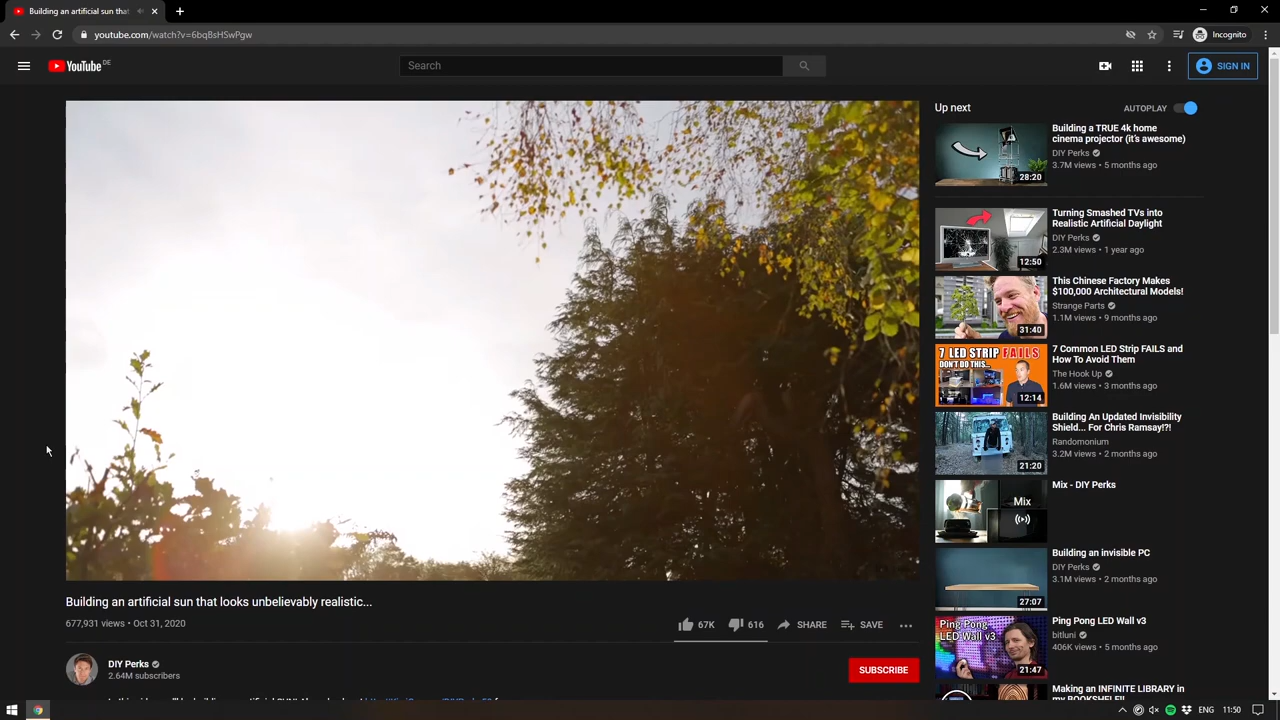 Building an artificial sun that
youtube.com/watch?v=6bqBsHSwPgw
Incognito
YouTube DE
Search
SIGN IN
Up next
AUTOPLAY
Building a TRUE 4k home
cinema projector (it's awesome)
DIY Perks
3.7M views • 5 months ago
28:20
Turning Smashed TVs into
Realistic Artificial Daylight
DIY Perks
2.3M views • 1 year ago
12:50
This Chinese Factory Makes
$100,000 Architectural Models!
Strange Parts
1.1M views • 9 months ago
31:40
7 LED STRIP FAILS
DON'T DO THIS...
7 Common LED Strip FAILS and
How To Avoid Them
The Hook Up
1.6M views • 3 months ago
12:14
Building An Updated Invisibility
Shield... For Chris Ramsay!?!
Randomonium
3.2M views • 2 months ago
21:20
Mix
Mix - DIY Perks
Building an invisible PC
DIY Perks
3.1M views • 2 months ago
27:07
Ping Pong
LED Wall v3
Ping Pong LED Wall v3
bitluni
406K views • 5 months ago
21:47
Making an INFINITE LIBRARY in
my BOOKSHELF!!
Building an artificial sun that looks unbelievably realistic...
677,931 views • Oct 31, 2020
67K
616
SHARE
SAVE
DIY Perks
2.64M subscribers
SUBSCRIBE
ENG
11:50